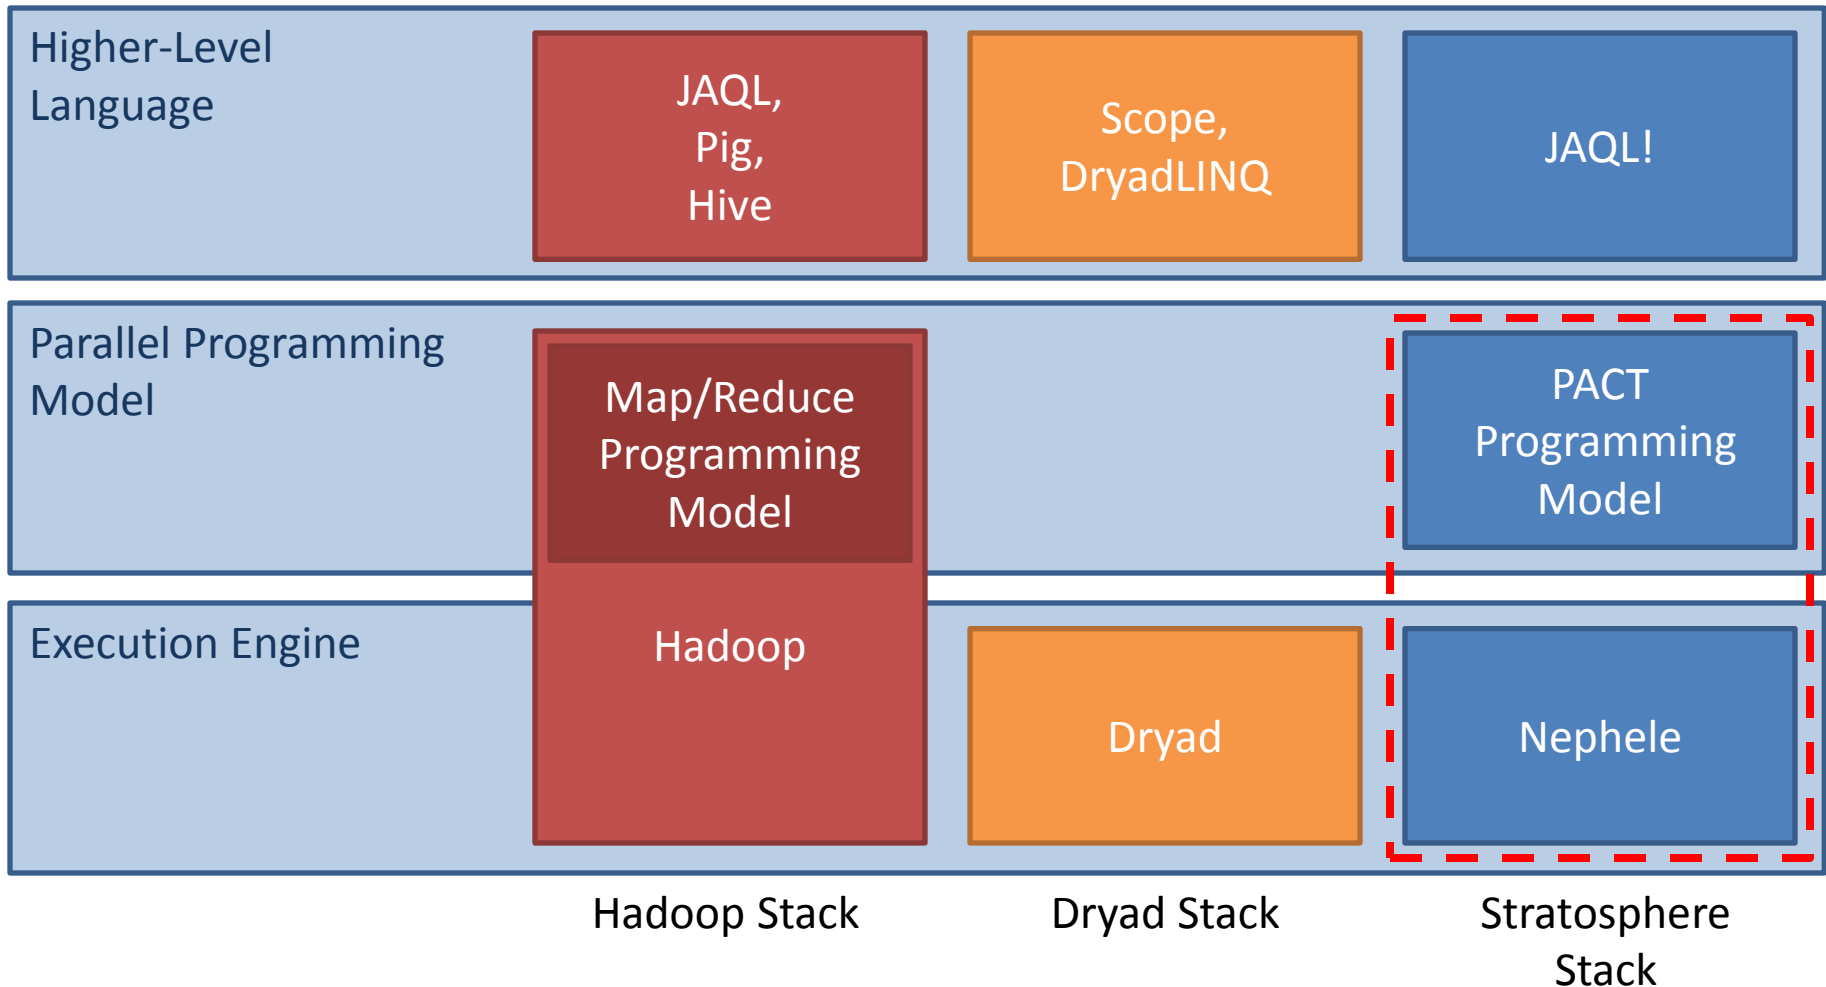 Higher-Level
Language
JAQL,
Pig,
Hive
Scope,
DryadLINQ
JAQL!
Parallel Programming
Model
Map/Reduce
Programming
Model
PACT
Programming
Model
Execution Engine
Hadoop
Dryad
Nephele
Hadoop Stack
Dryad Stack
Stratosphere
Stack